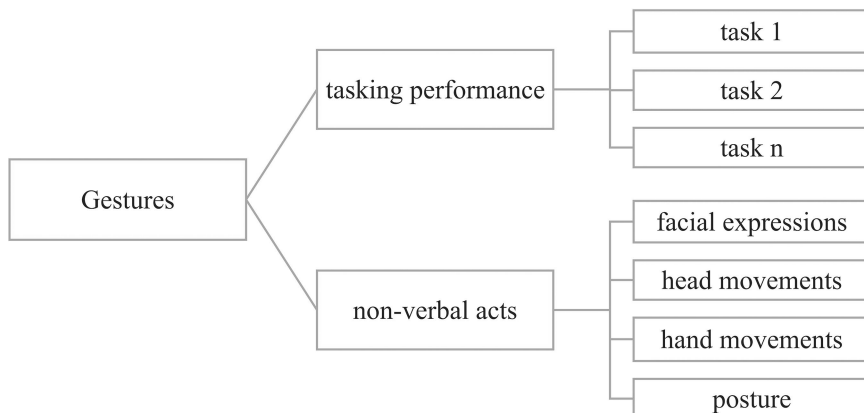 Gestures
tasking performance
task 1
task 2
task n
non-verbal acts
facial expressions
head movements
hand movements
posture